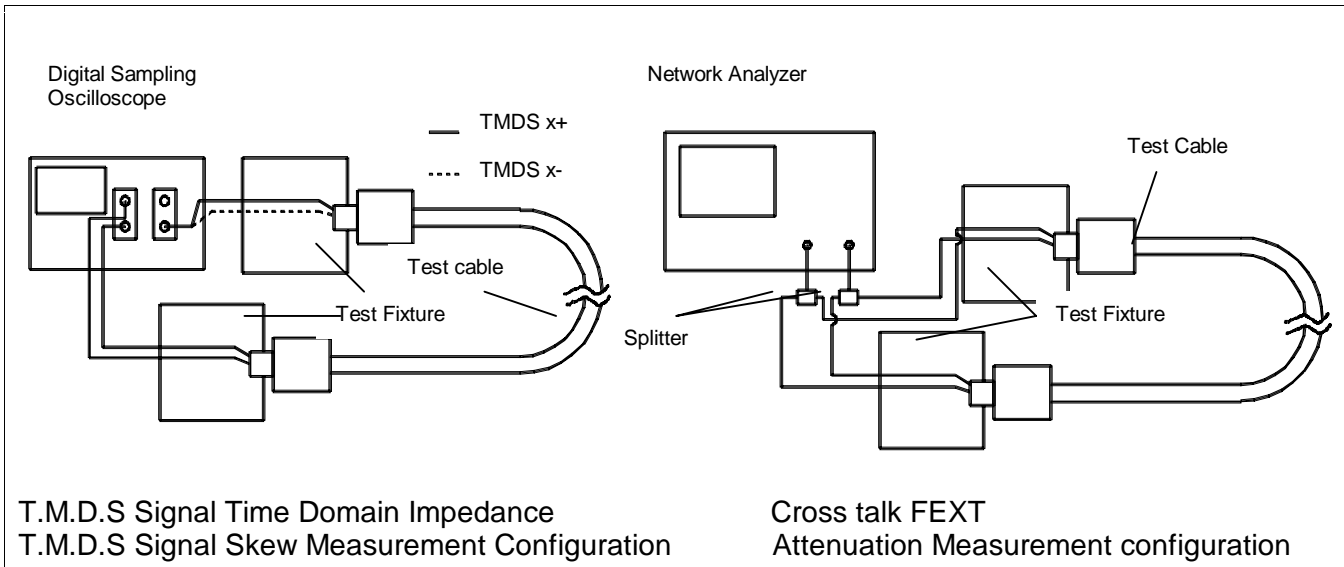 Digital Sampling
Oscilloscope
TMDS x+
TMDS x-
Test cable
Test Fixture
T.M.D.S Signal Time Domain Impedance
T.M.D.S Signal Skew Measurement Configuration
Network Analyzer
Test Cable
Splitter
Test Fixture
Cross talk FEXT
Attenuation Measurement configuration